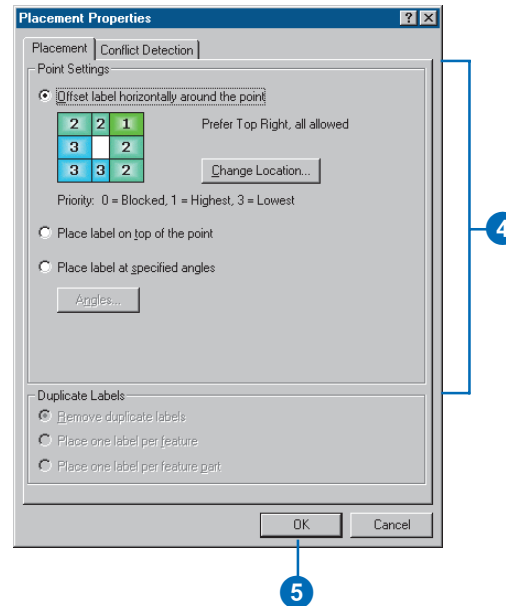 Placement Properties
Placement
Conflict Detection
Point Settings
Offset label horizontally around the point
2 2 1
Prefer Top Right, all allowed
3 2
3 3 2
Change Location...
Priority: 0 = Blocked, 1 = Highest, 3 = Lowest
Place label on top of the point
Place label at specified angles
Angles...
Duplicate Labels
Remove duplicate labels
Place one label per feature
Place one label per feature part
OK
Cancel
4
5